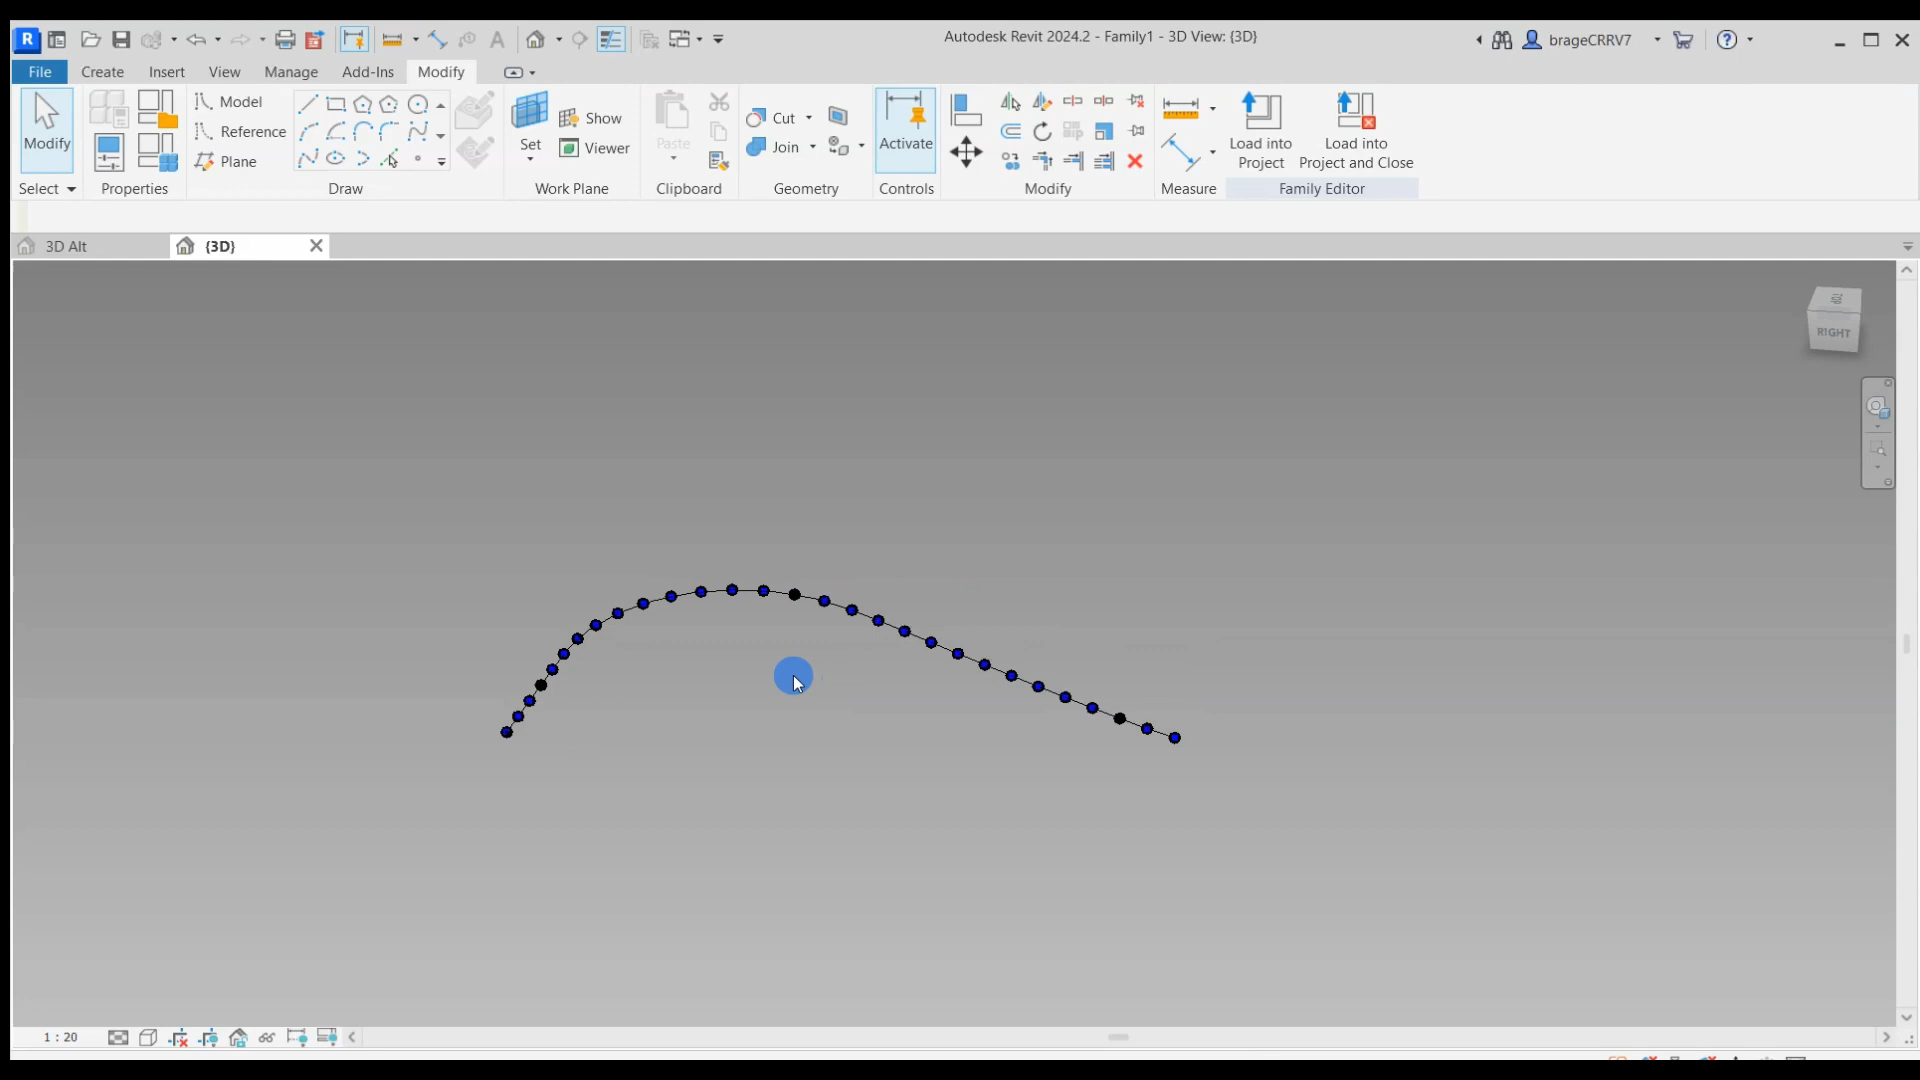 R
Autodesk Revit 2024.2 - Family1 - 3D View: {3D}
brageCRRV7
File
Create
Insert
View
Manage
Add-Ins
Modify
Modify
Select
Properties
Model
Reference
Plane
Draw
Set
Show
Viewer
Work Plane
Paste
Clipboard
Cut
Join
Geometry
Activate
Controls
Modify
Measure
Load into
Project
Load into
Project and Close
Family Editor
3D Alt
{3D}
RIGHT
1 : 20